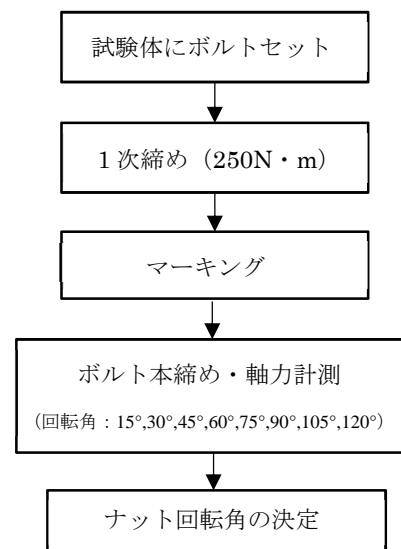 試験体にボルトセット
１次締め（250N・m）
マーキング
ボルト本締め・軸力計測
（回転角：15°,30°,45°,60°,75°,90°,105°,120°）
ナット回転角の決定